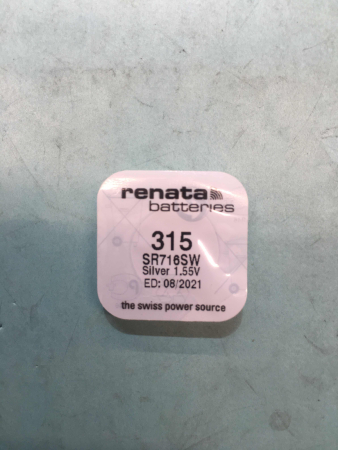 renata
batteries
315
SR716SW
Silver 1.55V
ED: 08/2021
the swiss power source